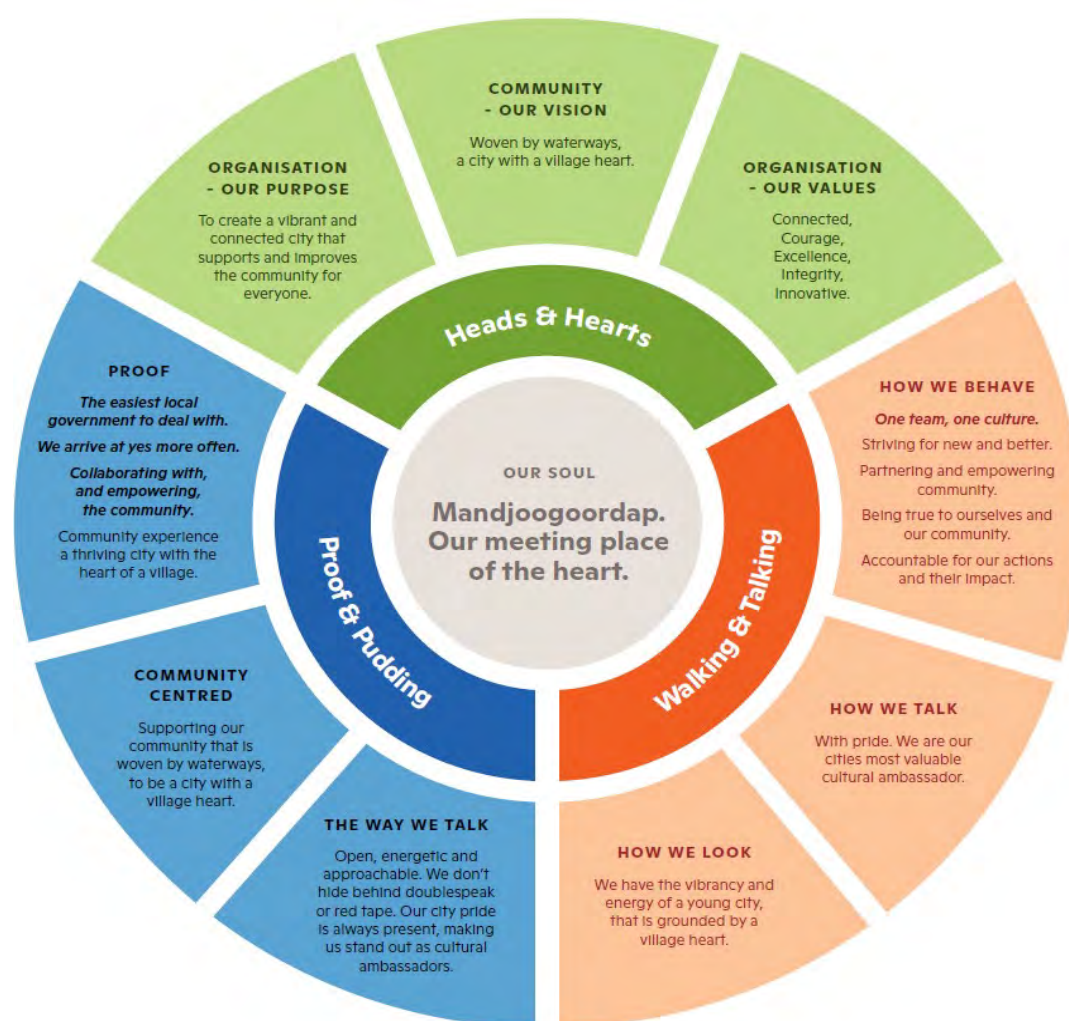 COMMUNITY
- OUR VISION
Woven by waterways,
a city with a village heart.
ORGANISATION
- OUR PURPOSE
To create a vibrant and
connected city that
supports and improves
the community for
everyone.
ORGANISATION
- OUR VALUES
Connected,
Courage,
Excellence,
Integrity,
Innovative.
Heads & Hearts
PROOF
The easiest local
government to deal with.
We arrive at yes more often.
Collaborating with,
and empowering,
the community.
Community experience
a thriving city with the
heart of a village.
HOW WE BEHAVE
One team, one culture.
Striving for new and better.
Partnering and empowering
community.
Being true to ourselves and
our community.
Accountable for our actions
and their impact.
OUR SOUL
Mandjoogoordap.
Our meeting place
of the heart.
Proof & Pudding
Walking & Talking
COMMUNITY
CENTRED
Supporting our
community that is
woven by waterways,
to be a city with a
village heart.
HOW WE TALK
With pride. We are our
cities most valuable
cultural ambassador.
THE WAY WE TALK
Open, energetic and
approachable. We don't
hide behind doublespeak
or red tape. Our city pride
is always present, making
us stand out as cultural
ambassadors.
HOW WE LOOK
We have the vibrancy and
energy of a young city,
that is grounded by a
village heart.